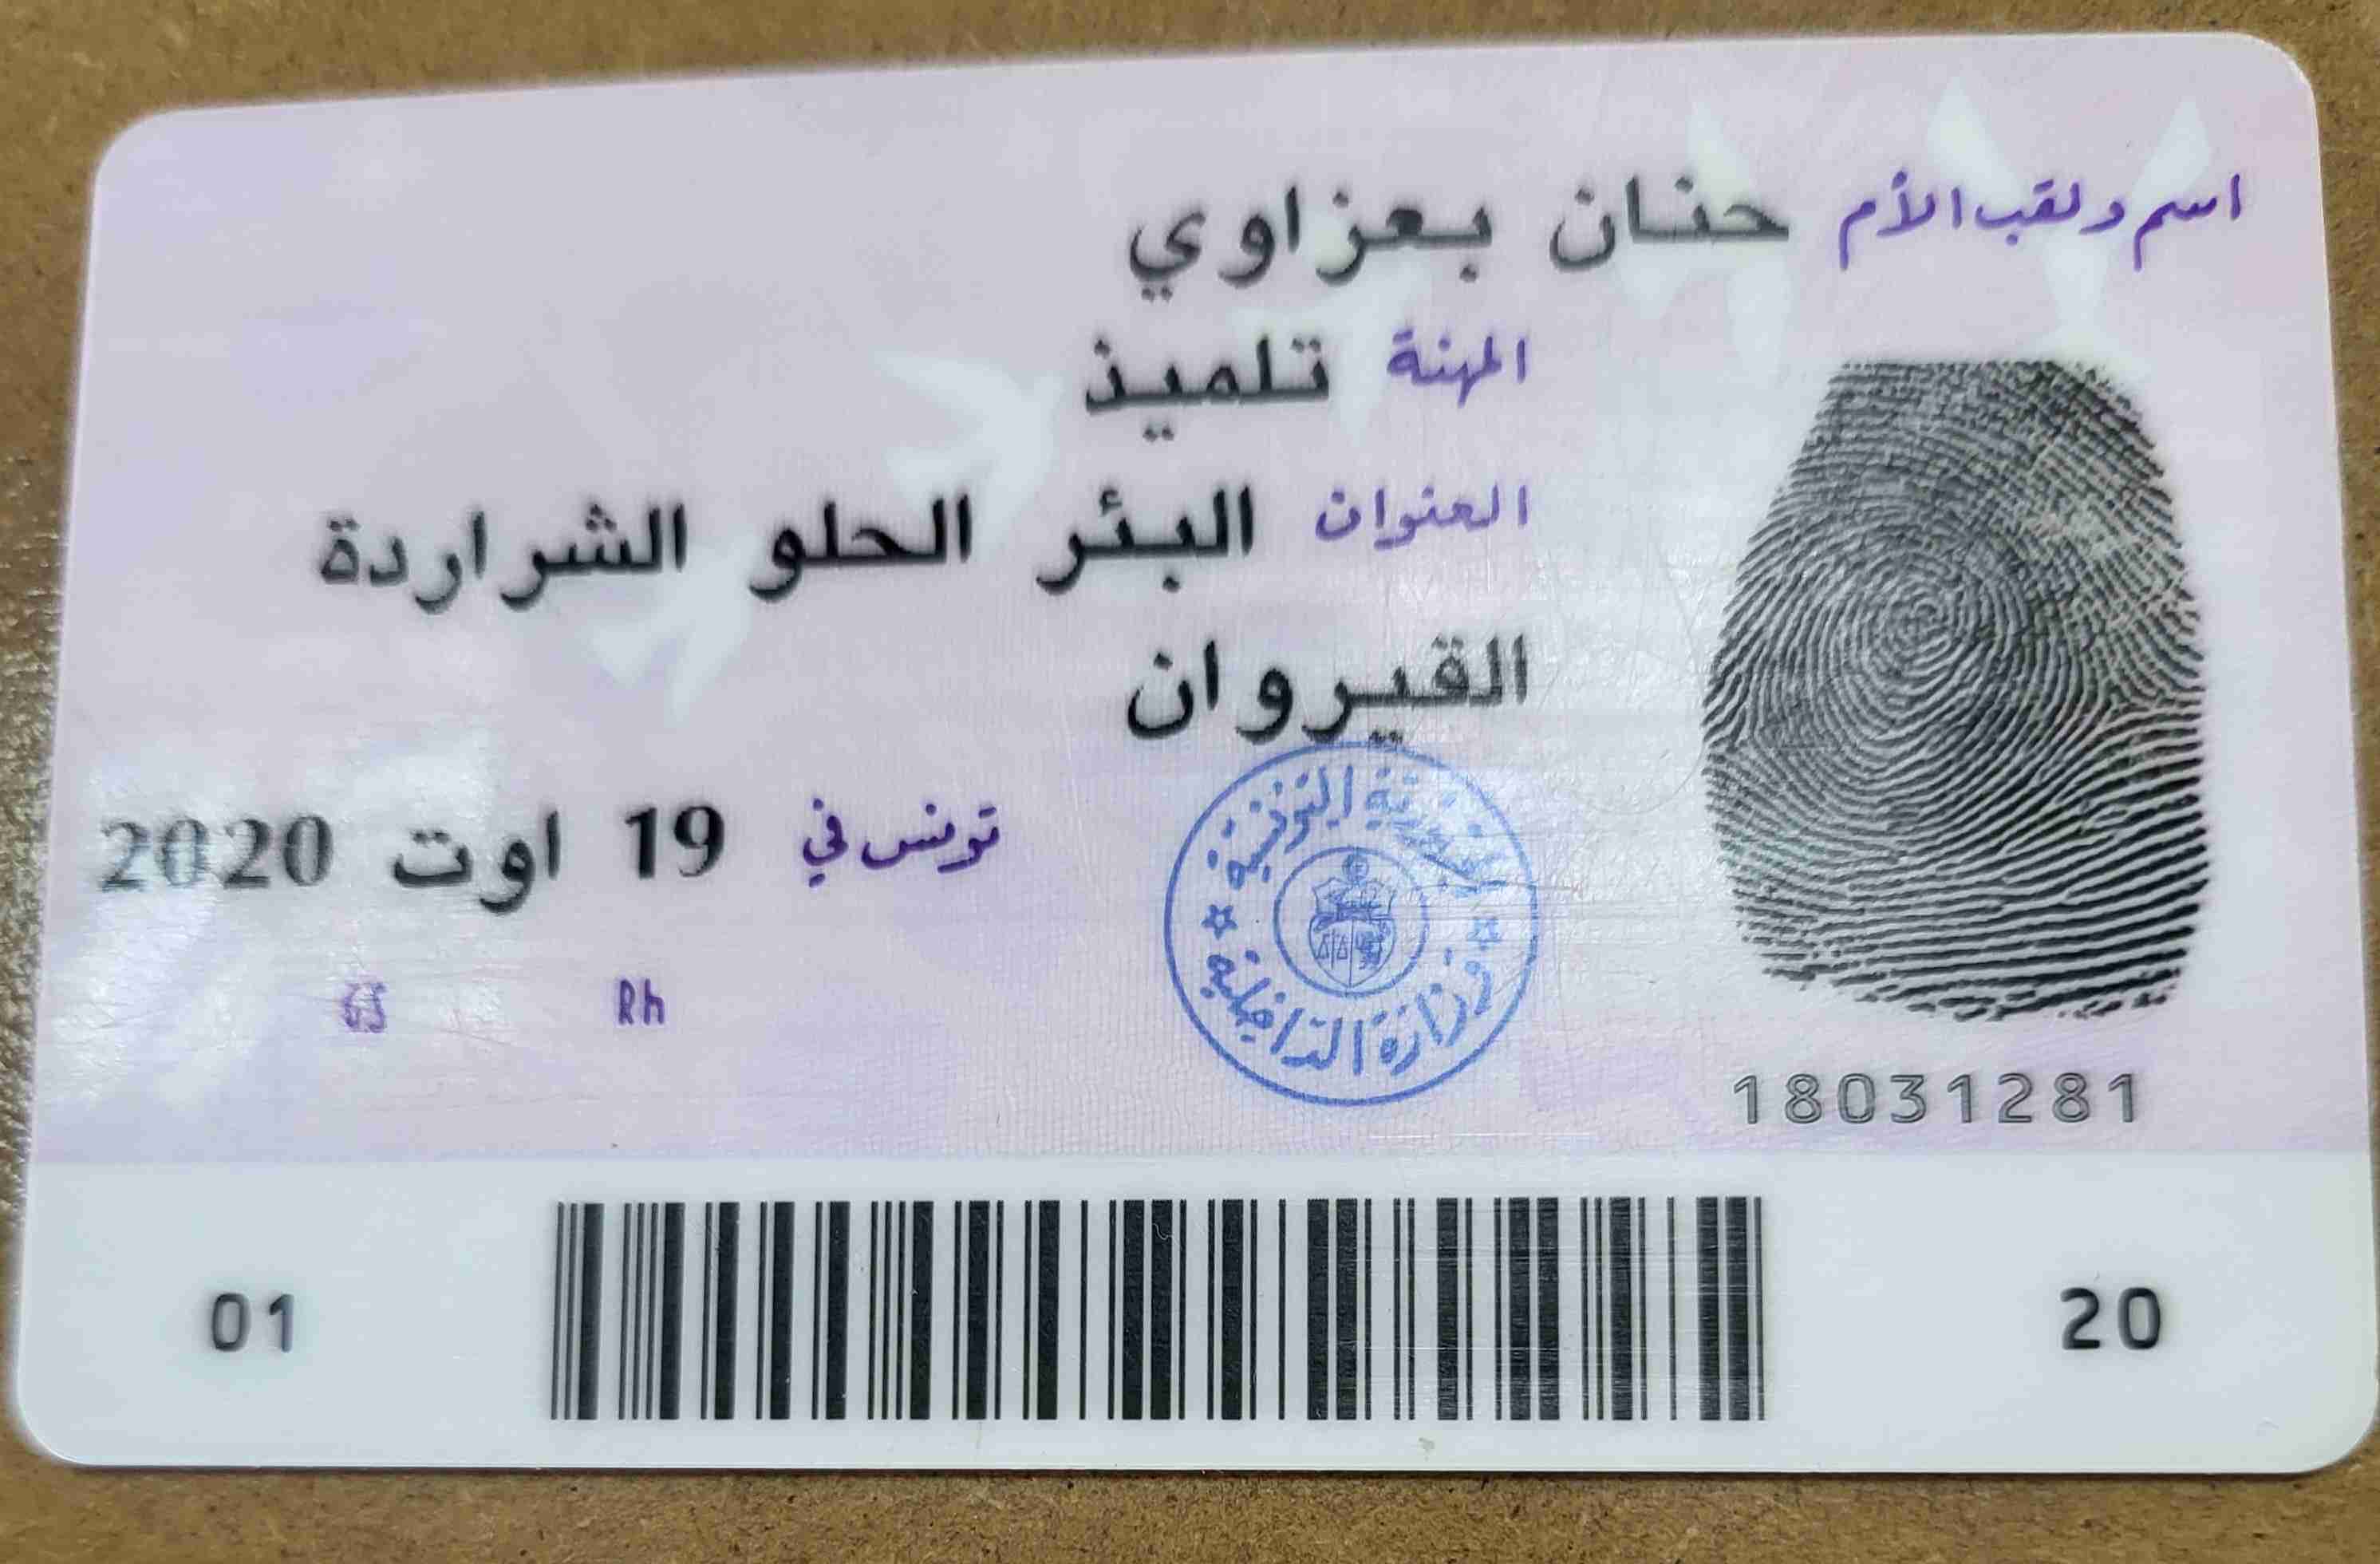 اسم ولقب الأم حنان بعزاوي
المهنة تلميذ
العنوان البئر الحلو الشراردة
القيروان
تونس في 19 اوت 2020
الجمهورية التونسية
وزارة الداخلية
Rh
GS
18031281
01
20